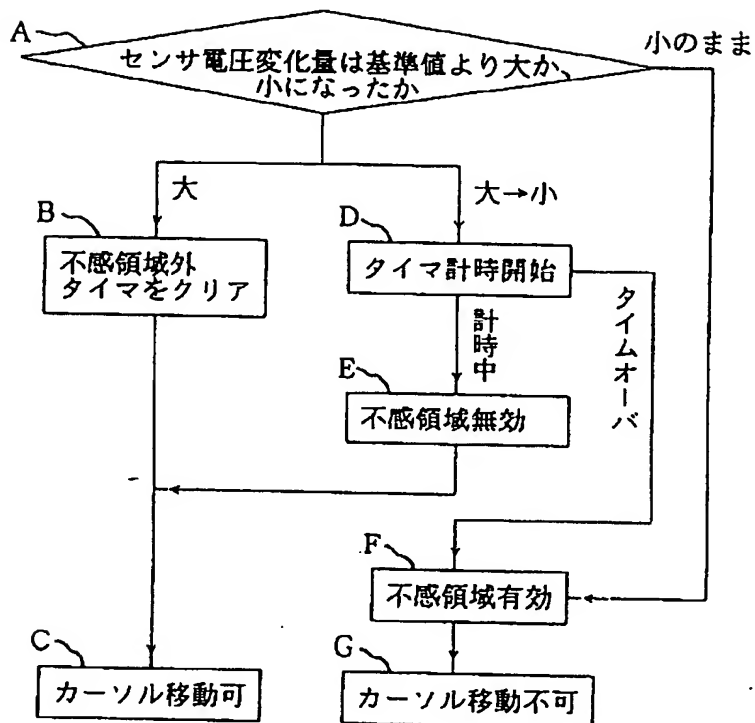 A
センサ電圧変化量は基準値より大か、
小になったか
小のまま
大
大→小
B
不感領域外
タイマをクリア
D
タイマ計時開始
計時中
タイムオーバ
E
不感領域無効
F
不感領域有効
C
カーソル移動可
G
カーソル移動不可